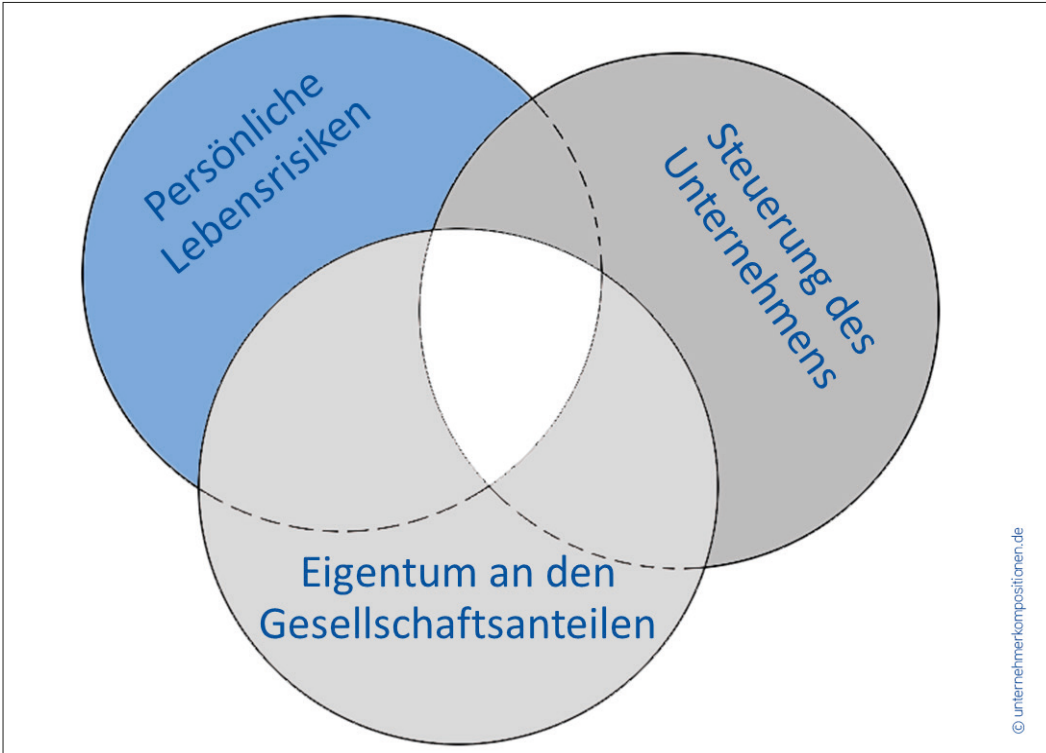 Persönliche
Lebensrisiken
Steuerung des
Unternehmens
Eigentum an den
Gesellschaftsanteilen
© unternehmerkompositionen.de